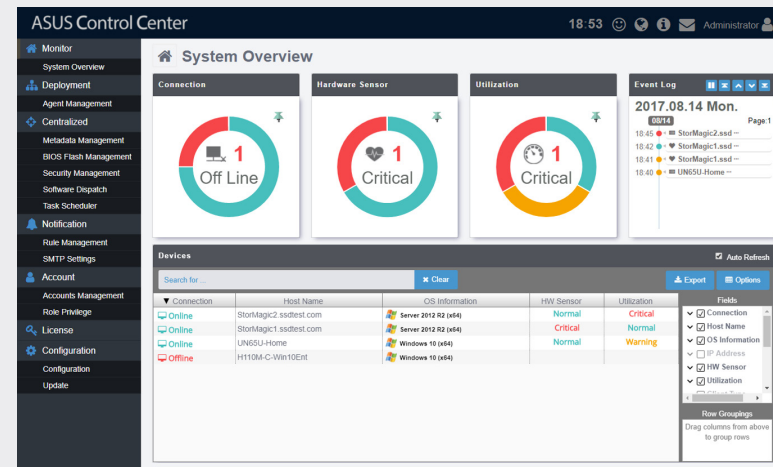 ASUS Control Center
18:53
Administrator
Monitor
System Overview
Deployment
Agent Management
Centralized
Metadata Management
BIOS Flash Management
Security Management
Software Dispatch
Task Scheduler
Notification
Rule Management
SMTP Settings
Account
Accounts Management
Role Privilege
License
Configuration
Configuration
Update
System Overview
Connection
1
Off Line
Hardware Sensor
1
Critical
Utilization
1
Critical
Event Log
2017.08.14 Mon.
08/14 Page:1
18:45 StorMagic2.ssd ···
18:42 StorMagic1.ssd ···
18:41 StorMagic1.ssd ···
18:40 UN65U-Home ···
Devices
Auto Refresh
Search for ...
Clear
Export
Options
▼ Connection Host Name OS Information HW Sensor Utilization
Online StorMagic2.ssdtest.com Server 2012 R2 (x64) Normal Critical
Online StorMagic1.ssdtest.com Server 2012 R2 (x64) Critical Normal
Online UN65U-Home Windows 10 (x64) Normal Warning
Offline H110M-C-Win10Ent Windows 10 (x64)
Fields
Connection
Host Name
OS Information
IP Address
HW Sensor
Utilization
Row Groupings
Drag columns from above
to group rows